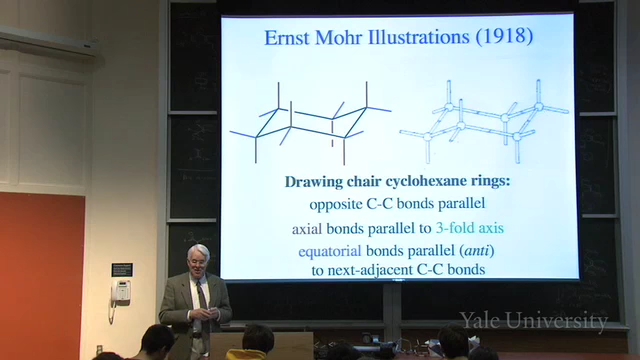 Ernst Mohr Illustrations (1918)
Drawing chair cyclohexane rings:
opposite C-C bonds parallel
axial bonds parallel to 3-fold axis
equatorial bonds parallel (anti)
to next-adjacent C-C bonds
Yale University